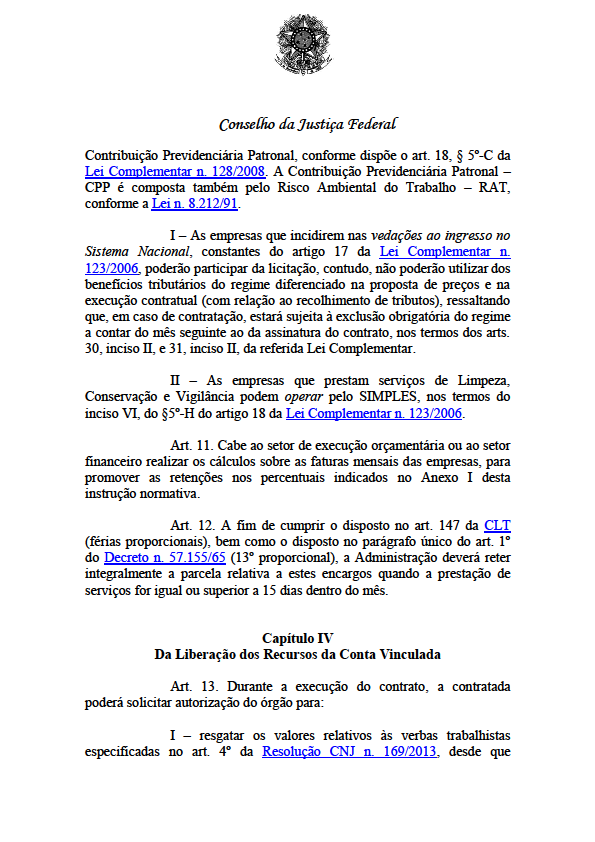 Conselho da Justiça Federal
Contribuição Previdenciária Patronal, conforme dispõe o art. 18, § 5º-C da
Lei Complementar n. 128/2008. A Contribuição Previdenciária Patronal –
CPP é composta também pelo Risco Ambiental do Trabalho – RAT,
conforme a Lei n. 8.212/91.
I – As empresas que incidirem nas vedações ao ingresso no
Sistema Nacional, constantes do artigo 17 da Lei Complementar n.
123/2006, poderão participar da licitação, contudo, não poderão utilizar dos
benefícios tributários do regime diferenciado na proposta de preços e na
execução contratual (com relação ao recolhimento de tributos), ressaltando
que, em caso de contratação, estará sujeita à exclusão obrigatória do regime
a contar do mês seguinte ao da assinatura do contrato, nos termos dos arts.
30, inciso II, e 31, inciso II, da referida Lei Complementar.
II – As empresas que prestam serviços de Limpeza,
Conservação e Vigilância podem operar pelo SIMPLES, nos termos do
inciso VI, do §5º-H do artigo 18 da Lei Complementar n. 123/2006.
Art. 11. Cabe ao setor de execução orçamentária ou ao setor
financeiro realizar os cálculos sobre as faturas mensais das empresas, para
promover as retenções nos percentuais indicados no Anexo I desta
instrução normativa.
Art. 12. A fim de cumprir o disposto no art. 147 da CLT
(férias proporcionais), bem como o disposto no parágrafo único do art. 1º
do Decreto n. 57.155/65 (13º proporcional), a Administração deverá reter
integralmente a parcela relativa a estes encargos quando a prestação de
serviços for igual ou superior a 15 dias dentro do mês.
Capítulo IV
Da Liberação dos Recursos da Conta Vinculada
Art. 13. Durante a execução do contrato, a contratada
poderá solicitar autorização do órgão para:
I – resgatar os valores relativos às verbas trabalhistas
especificadas no art. 4º da Resolução CNJ n. 169/2013, desde que